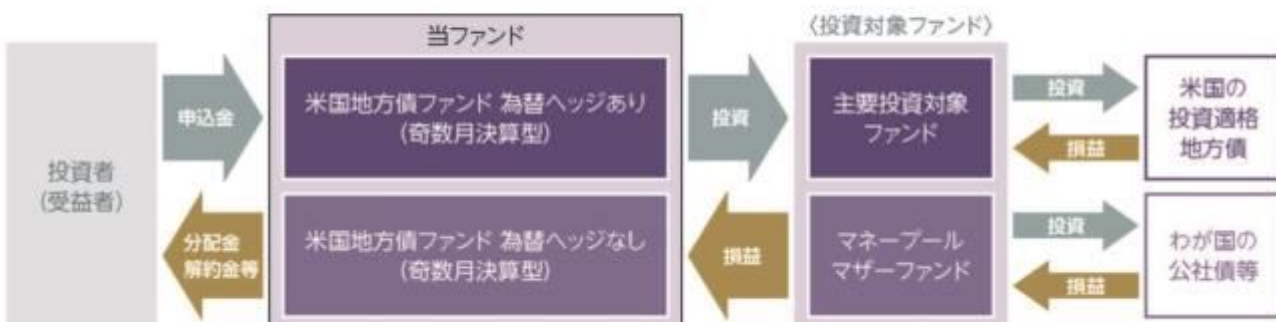 〈投資対象ファンド〉
当ファンド
投資者
(受益者)
申込金
分配金
解約金等
米国地方債ファンド 為替ヘッジあり
(奇数月決算型)
米国地方債ファンド 為替ヘッジなし
(奇数月決算型)
投資
損益
主要投資対象
ファンド
マネープール
マザーファンド
投資
損益
投資
損益
米国の
投資適格
地方債
わが国の
公社債等